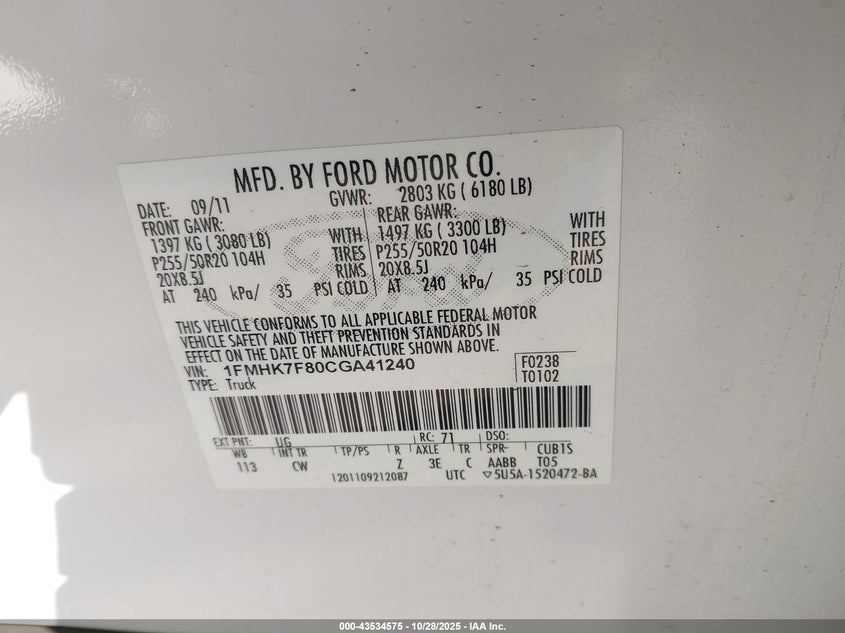 MFD. BY FORD MOTOR CO.
DATE: 09/11 GVWR: 2803 KG ( 6180 LB)
FRONT GAWR: REAR GAWR:
1397 KG ( 3080 LB) WITH 1497 KG ( 3300 LB) WITH
P255/50R20 104H TIRES P255/50R20 104H TIRES
20X8.5J RIMS 20X8.5J RIMS
AT 240 kPa/ 35 PSI COLD AT 240 kPa/ 35 PSI COLD
THIS VEHICLE CONFORMS TO ALL APPLICABLE FEDERAL MOTOR
VEHICLE SAFETY AND THEFT PREVENTION STANDARDS IN
EFFECT ON THE DATE OF MANUFACTURE SHOWN ABOVE.
VIN: 1FMHK7F80CGA41240 F0238
TYPE: Truck T0102
EXT PNT: UG RC: 71 DSO:
WB INT TR TP/PS R AXLE TR SPR CUB1S
113 CW Z 3E C AABB T05
1201109212087 UTC ▽5U5A-1520472-BA
000-43534575 | 10/28/2025 - IAA Inc.